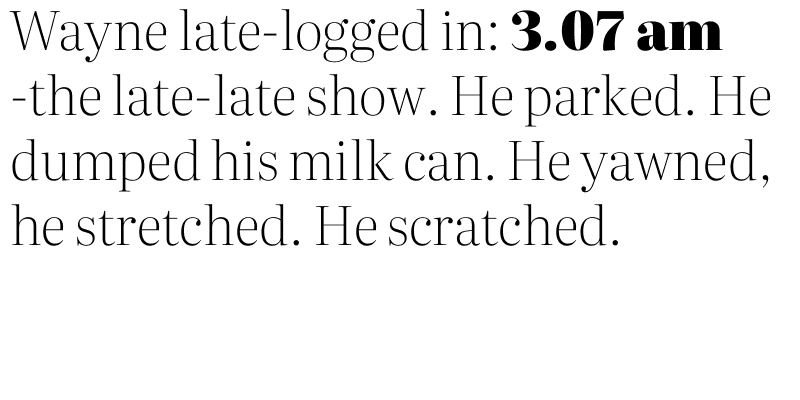 Wayne late-logged in: 3.07 am
-the late-late show. He parked. He
dumped his milk can. He yawned,
he stretched. He scratched.